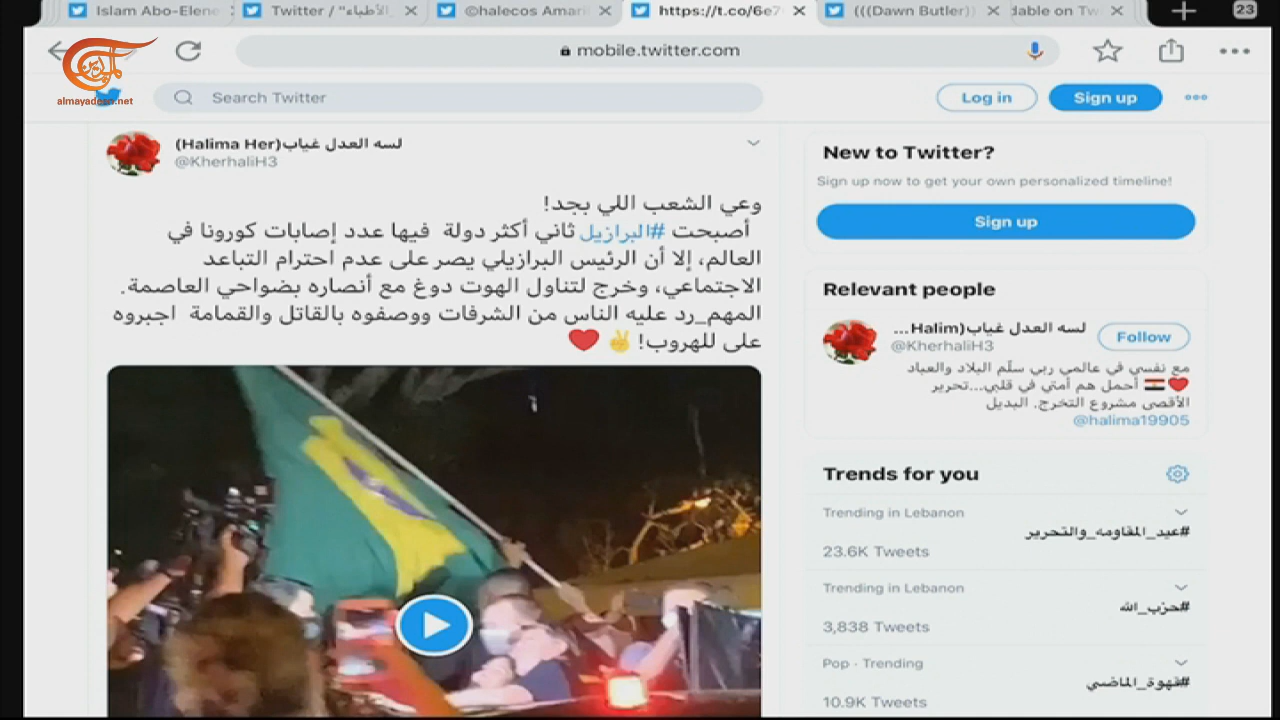 Islam Abo-Elene
Twitter / "الأطباء
©halecos Amari
https://t.co/6e7
(((Dawn Butler))
dable on Tw
23
mobile.twitter.com
almayadeen.net
Search Twitter
Log in
Sign up
لسه العدل غياب(Halima Her)
@KherhaliH3
وعي الشعب اللي بجد!
أصبحت #البرازيل ثاني أكثر دولة فيها عدد إصابات كورونا في
العالم، إلا أن الرئيس البرازيلي يصر على عدم احترام التباعد
الاجتماعي، وخرج لتناول الهوت دوغ مع أنصاره بضواحي العاصمة.
المهم_رد عليه الناس من الشرفات ووصفوه بالقاتل والقمامة اجبروه
على للهروب! ✌️ ❤️
New to Twitter?
Sign up now to get your own personalized timeline!
Sign up
Relevant people
لسه العدل غياب(Halim...
@KherhaliH3
Follow
مع نفسي في عالمي ربي سلّم البلاد والعباد
❤️🇪🇬 أحمل هم أمتي في قلبي...تحرير
الأقصى مشروع التخرج. البديل
@halima19905
Trends for you
Trending in Lebanon
#عيد_المقاومه_والتحرير
23.6K Tweets
Trending in Lebanon
#حزب_الله
3,838 Tweets
Pop · Trending
#قهوة_الماضي
10.9K Tweets